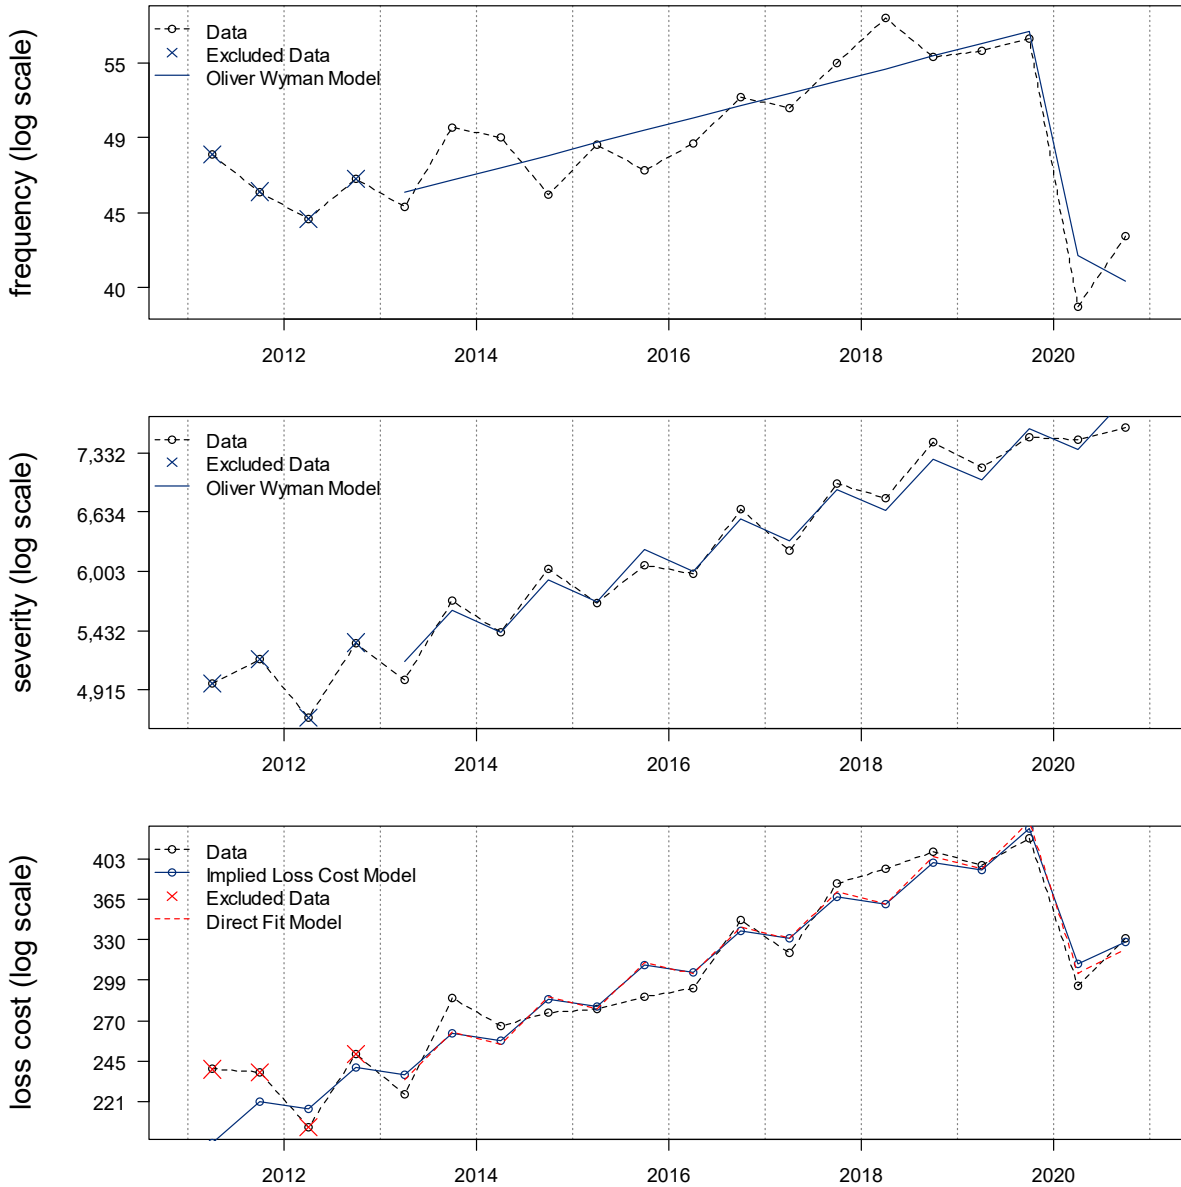 frequency (log scale)
Data
Excluded Data
Oliver Wyman Model
55
49
45
40
2012 2014 2016 2018 2020
severity (log scale)
Data
Excluded Data
Oliver Wyman Model
7,332
6,634
6,003
5,432
4,915
2012 2014 2016 2018 2020
loss cost (log scale)
Data
Implied Loss Cost Model
Excluded Data
Direct Fit Model
403
365
330
299
270
245
221
2012 2014 2016 2018 2020